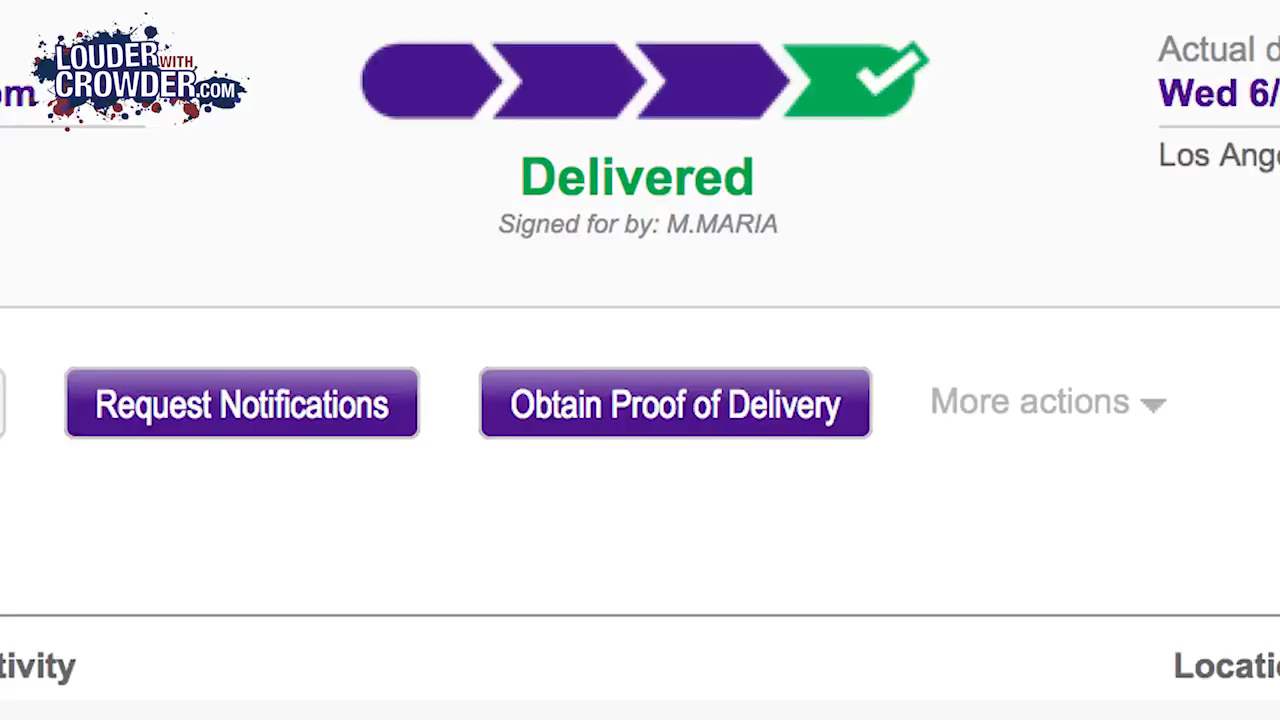 LOUDER
WITH
CROWDER.COM
om
Actual d
Wed 6/
Los Ange
Delivered
Signed for by: M.MARIA
Request Notifications
Obtain Proof of Delivery
More actions
tivity
Locati